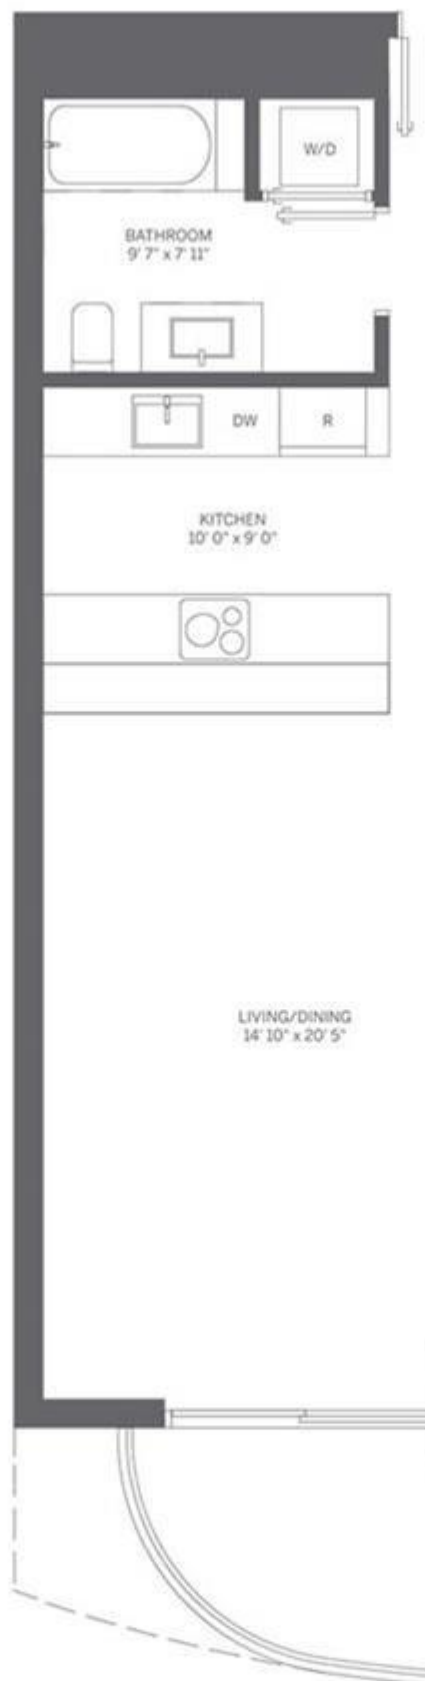 W/D
BATHROOM
9' 7" x 7' 11"
DW
R
KITCHEN
10' 0" x 9' 0"
LIVING/DINING
14' 10" x 20' 5"